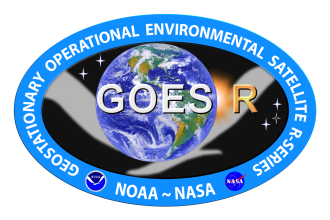 GEOSTATIONARY OPERATIONAL ENVIRONMENTAL SATELLITE R-SERIES
GOES R
NOAA ~ NASA
NASA